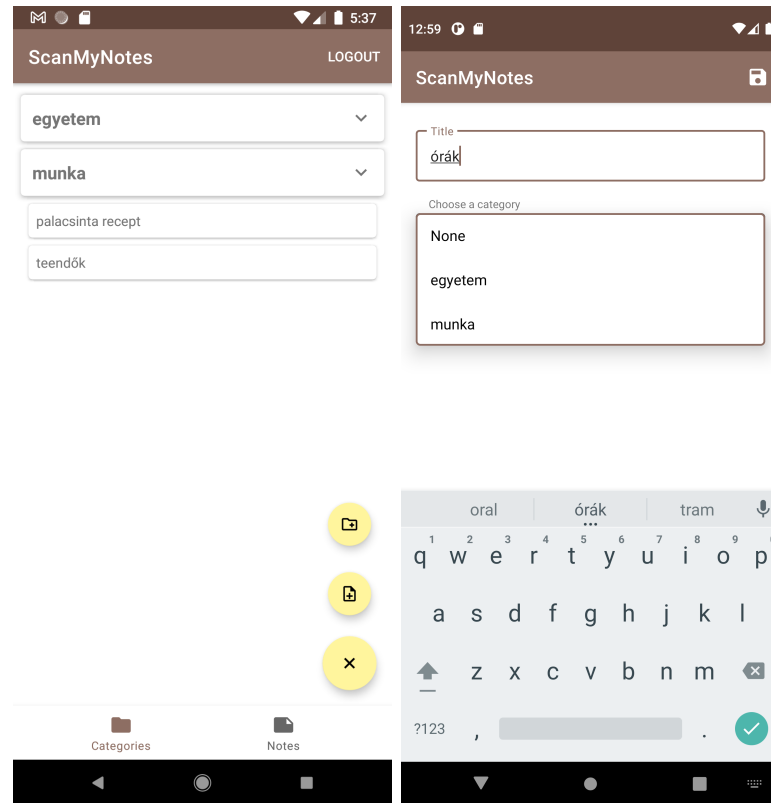 5:37
ScanMyNotes
LOGOUT
egyetem
munka
palacsinta recept
teendők
Categories
Notes
12:59
ScanMyNotes
Title
órák
Choose a category
None
egyetem
munka
oral órák tram
1 2 3 4 5 6 7 8 9
q w e r t y u i o p
a s d f g h j k l
z x c v b n m
?123 , .